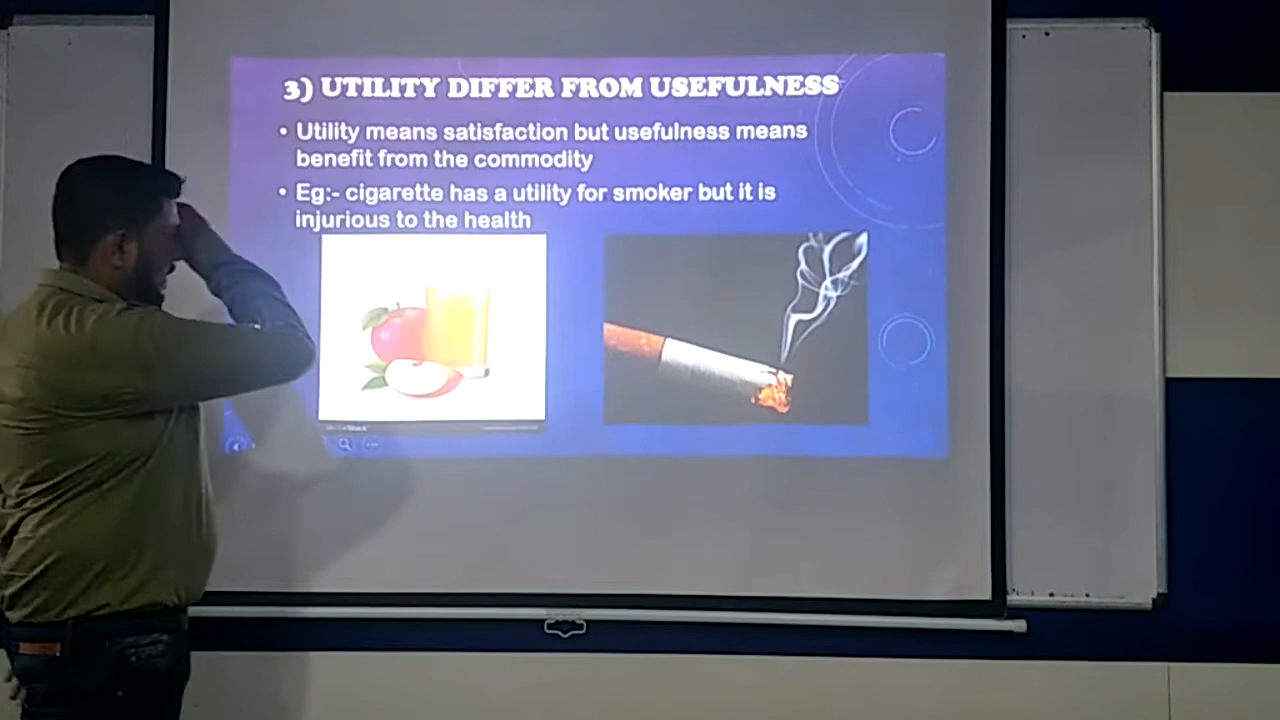 3) UTILITY DIFFER FROM USEFULNESS
• Utility means satisfaction but usefulness means
benefit from the commodity
• Eg:- cigarette has a utility for smoker but it is
injurious to the health